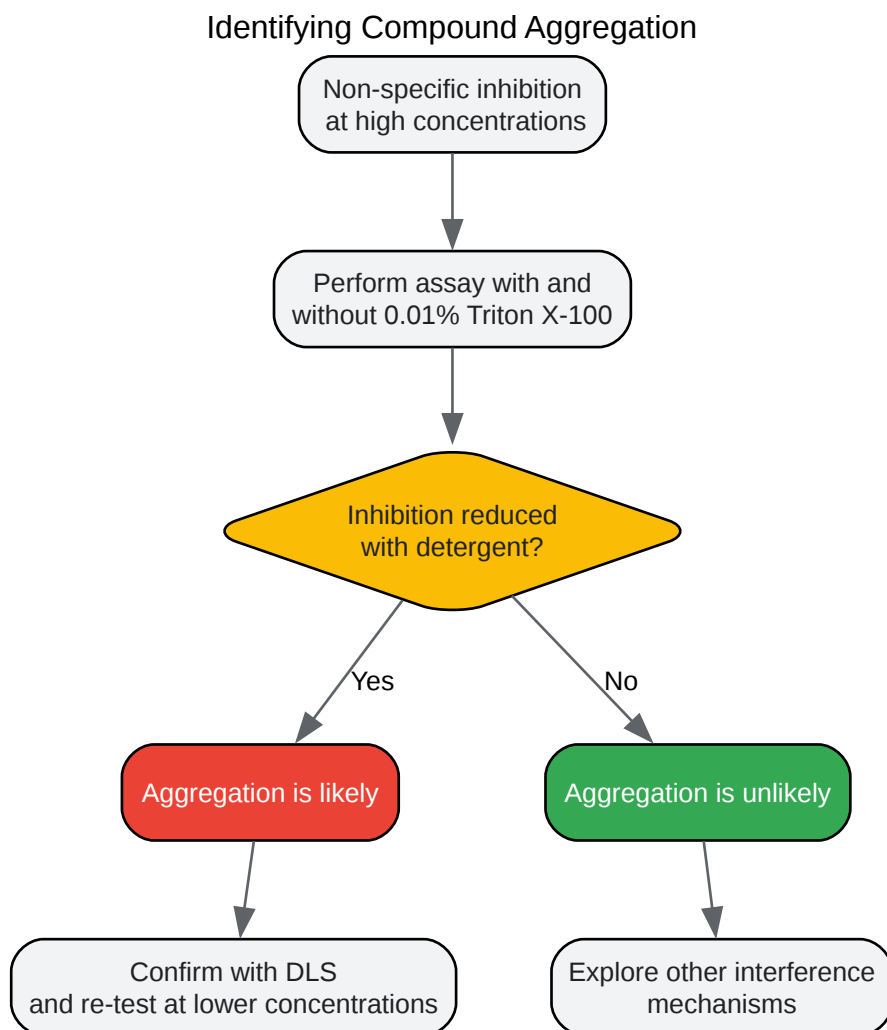 Identifying Compound Aggregation
Non-specific inhibition
at high concentrations
Perform assay with and
without 0.01% Triton X-100
Inhibition reduced
with detergent?
Yes
No
Aggregation is likely
Aggregation is unlikely
Confirm with DLS
and re-test at lower concentrations
Explore other interference
mechanisms